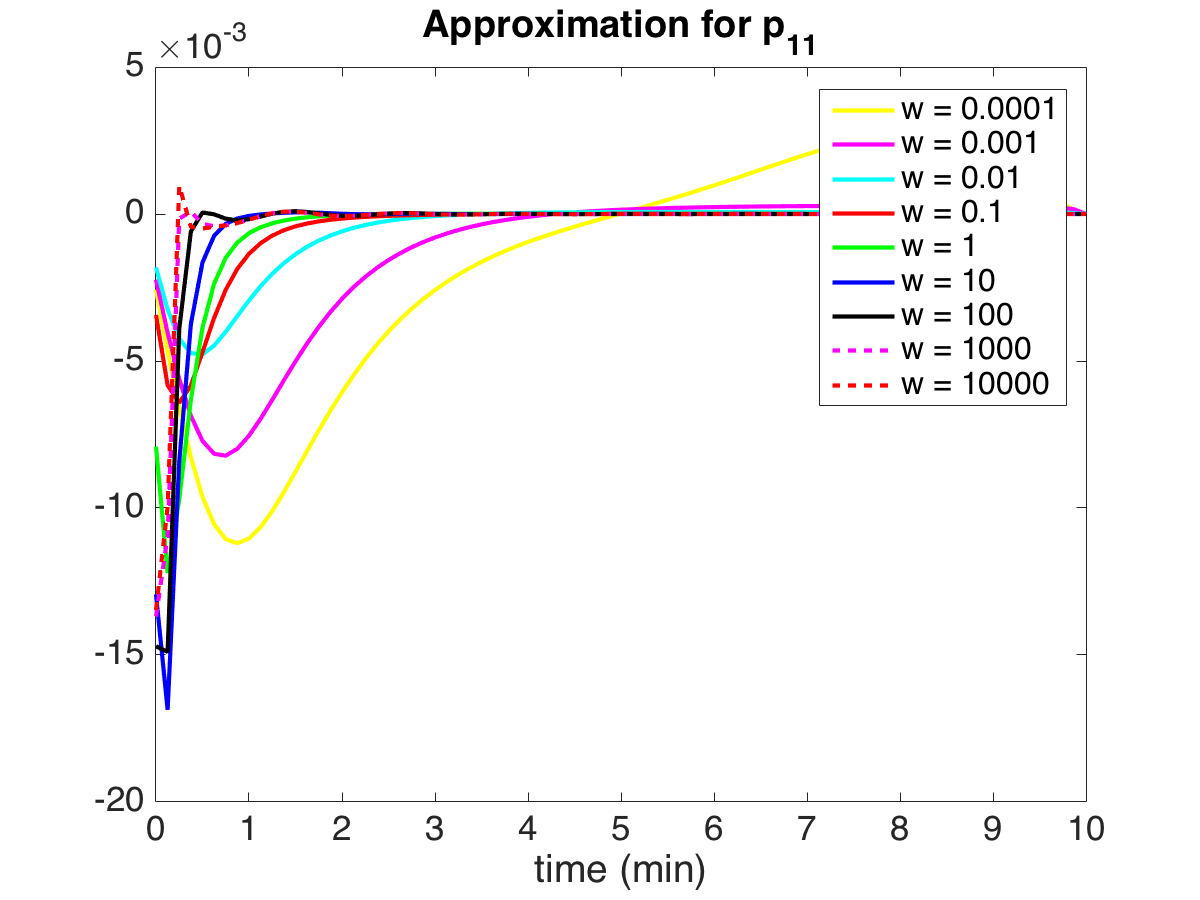 Approximation for p₁₁
×10⁻³
5
0
-5
-10
-15
-20
0 1 2 3 4 5 6 7 8 9 10
time (min)
w = 0.0001
w = 0.001
w = 0.01
w = 0.1
w = 1
w = 10
w = 100
w = 1000
w = 10000